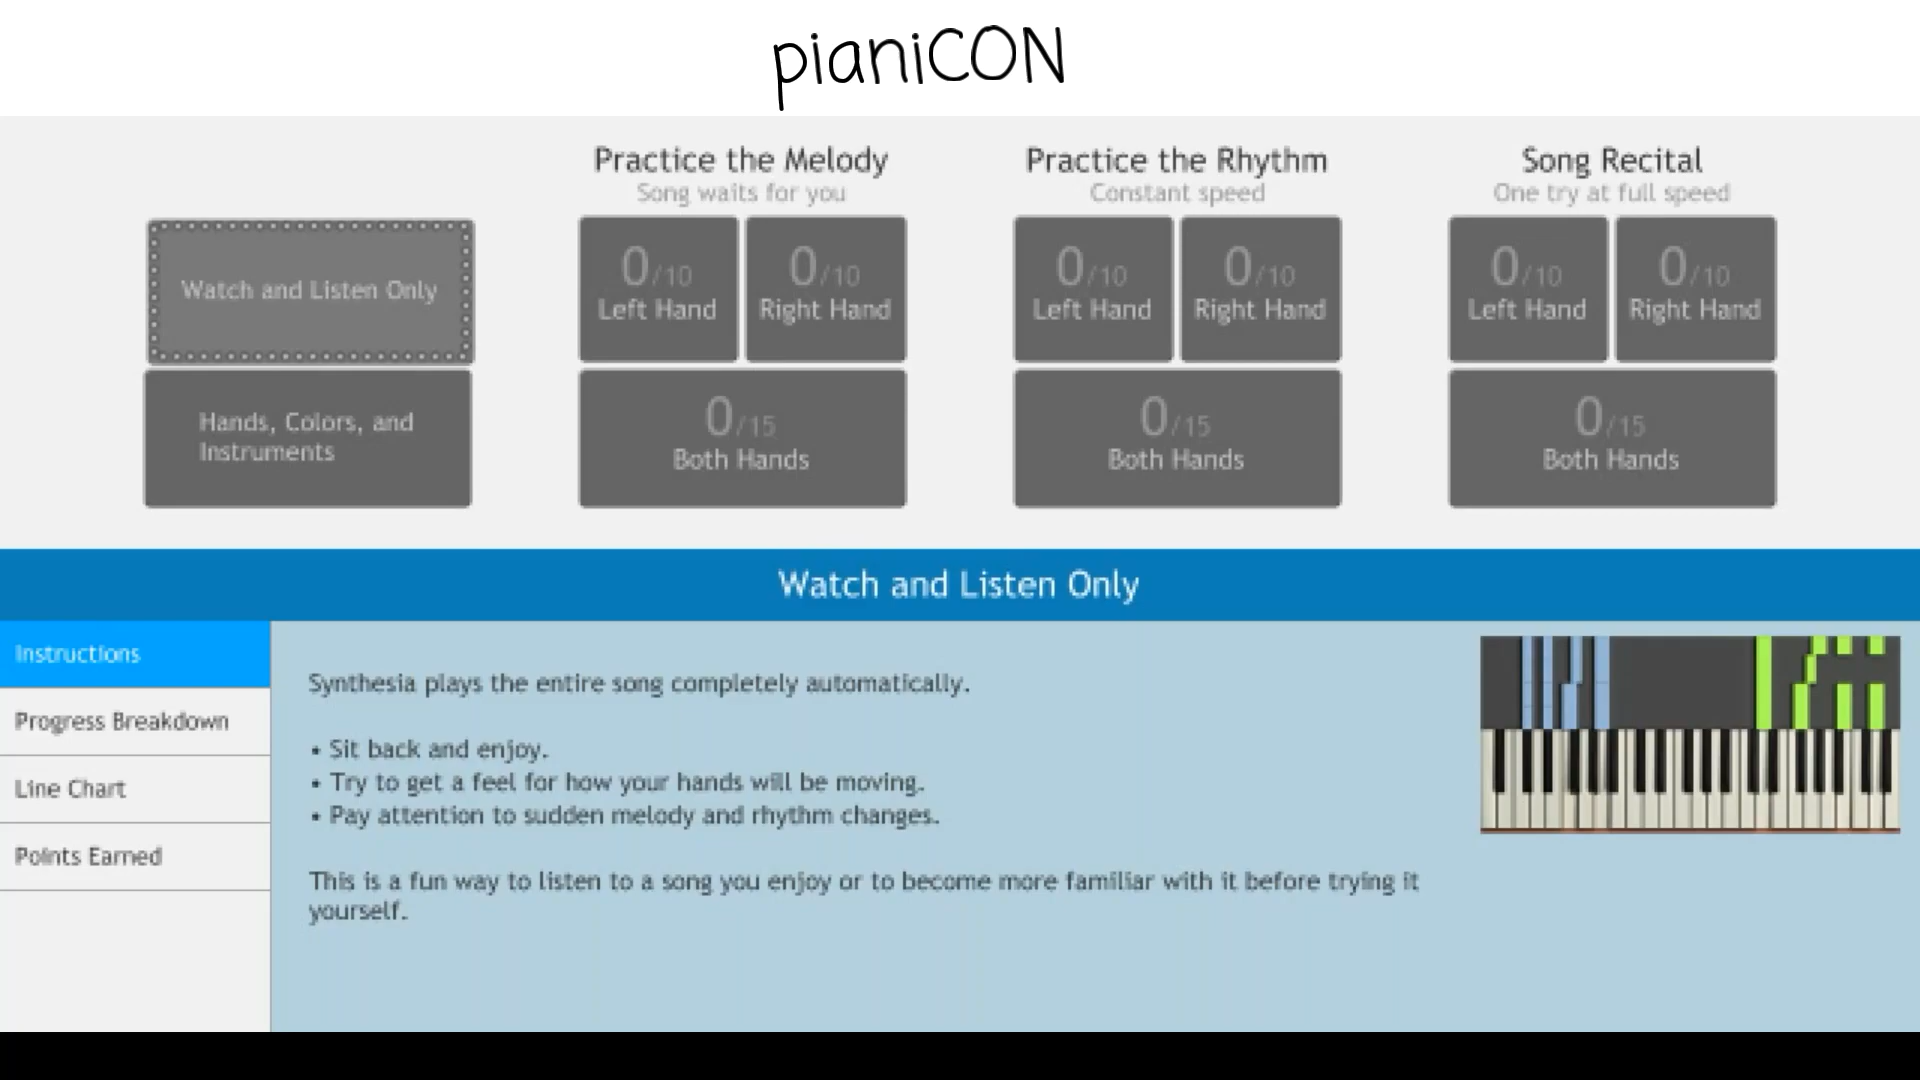 pianiCON
Practice the Melody
Song waits for you
Practice the Rhythm
Constant speed
Song Recital
One try at full speed
Watch and Listen Only
Hands, Colors, and
Instruments
0/10
Left Hand
0/10
Right Hand
0/15
Both Hands
0/10
Left Hand
0/10
Right Hand
0/15
Both Hands
0/10
Left Hand
0/10
Right Hand
0/15
Both Hands
Watch and Listen Only
Instructions
Progress Breakdown
Line Chart
Points Earned
Synthesia plays the entire song completely automatically.
• Sit back and enjoy.
• Try to get a feel for how your hands will be moving.
• Pay attention to sudden melody and rhythm changes.
This is a fun way to listen to a song you enjoy or to become more familiar with it before trying it
yourself.